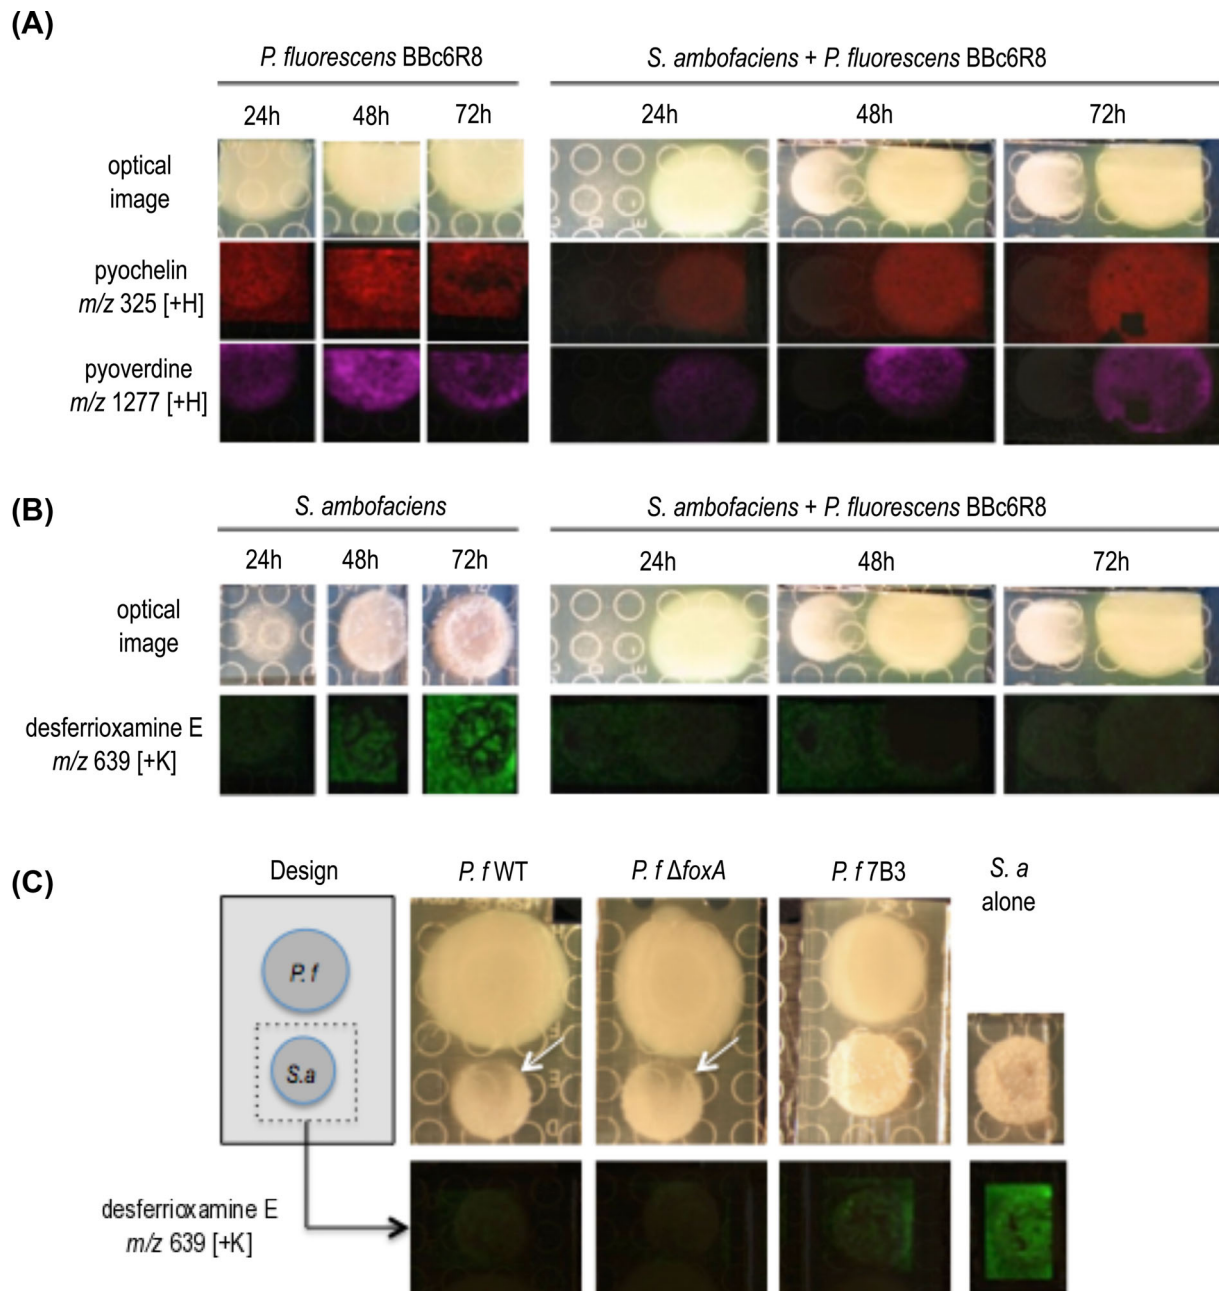 (A)
P. fluorescens BBc6R8
S. ambofaciens + P. fluorescens BBc6R8
24h 48h 72h 24h 48h 72h
optical
image
pyochelin
m/z 325 [+H]
pyoverdine
m/z 1277 [+H]
(B)
S. ambofaciens
S. ambofaciens + P. fluorescens BBc6R8
24h 48h 72h 24h 48h 72h
optical
image
desferrioxamine E
m/z 639 [+K]
(C)
Design
P. f WT
P. f ΔfoxA
P. f 7B3
S. a
alone
P. f
S.a
desferrioxamine E
m/z 639 [+K]